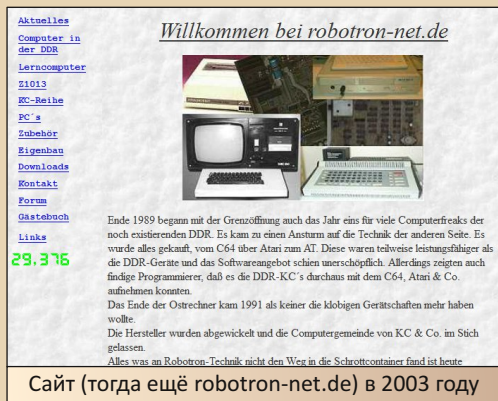 Aktuelles
Computer in
der DDR
Lerncomputer
Z1013
KC-Reihe
PC´s
Zubehör
Eigenbau
Downloads
Kontakt
Forum
Gästebuch
Links
29.376
Willkommen bei robotron-net.de
Ende 1989 begann mit der Grenzöffnung auch das Jahr eins für viele Computerfreaks der
noch existierenden DDR. Es kam zu einen Ansturm auf die Technik der anderen Seite. Es
wurde alles gekauft, vom C64 über Atari zum AT. Diese waren teilweise leistungsfähiger als
die DDR-Geräte und das Softwareangebot schien unerschöpflich. Allerdings zeigten auch
findige Programmierer, daß es die DDR-KC´s durchaus mit dem C64, Atari & Co.
aufnehmen konnten.
Das Ende der Ostrechner kam 1991 als keiner die klobigen Gerätschaften mehr haben
wollte.
Die Hersteller wurden abgewickelt und die Computergemeinde von KC & Co. im Stich
gelassen.
Alles was an Robotron-Technik nicht den Weg in die Schrottcontainer fand ist heute
Сайт (тогда ещё robotron-net.de) в 2003 году